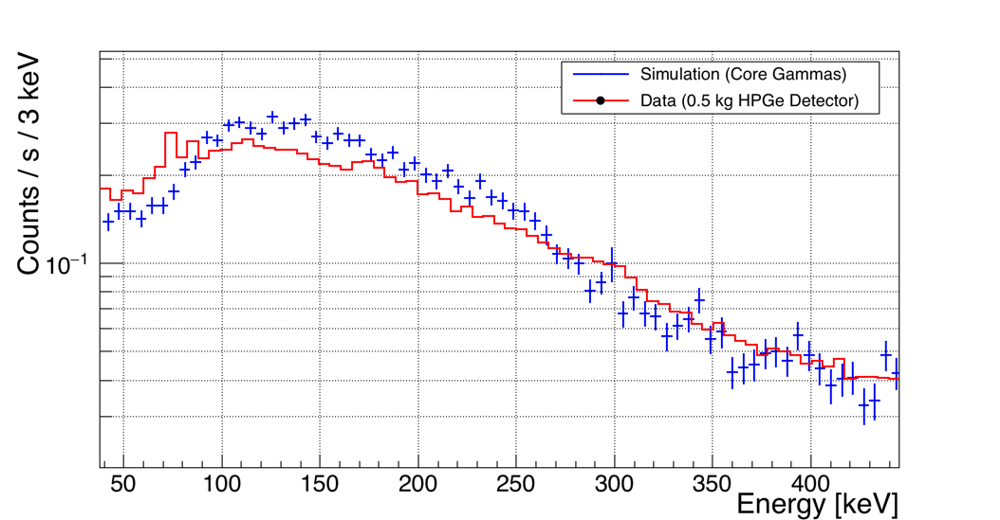 Counts / s / 3 keV
Simulation (Core Gammas)
Data (0.5 kg HPGe Detector)
10⁻¹
50 100 150 200 250 300 350 400
Energy [keV]